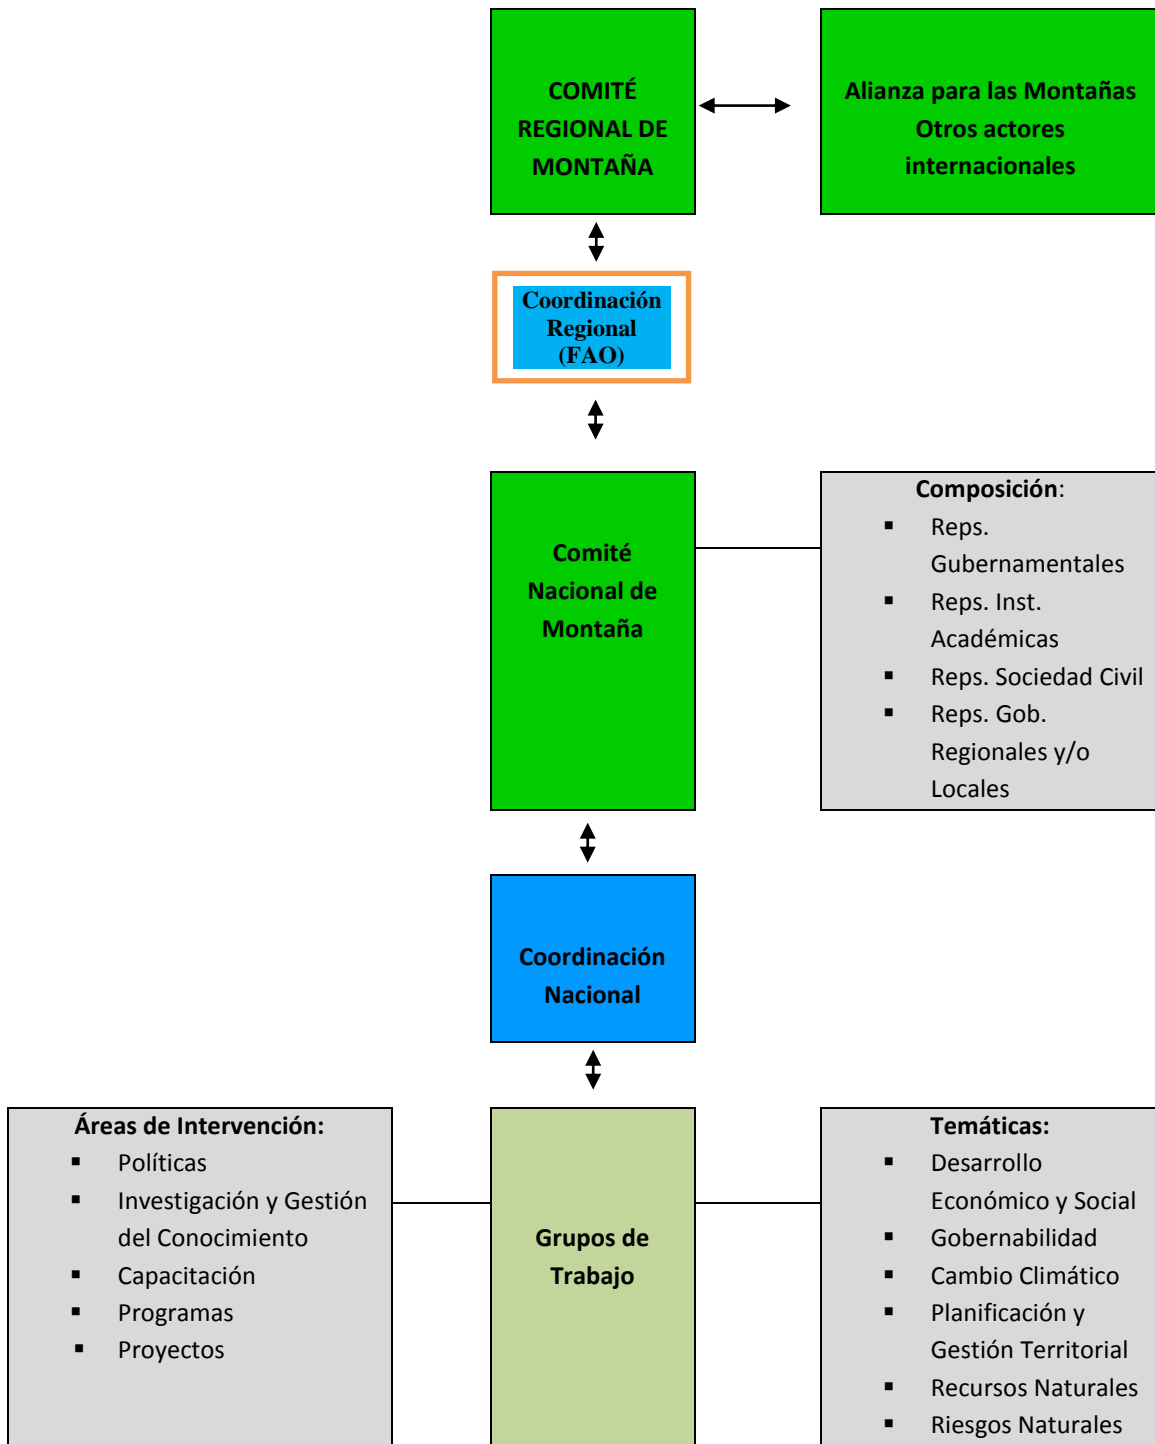 COMITÉ
REGIONAL DE
MONTAÑA
Alianza para las Montañas
Otros actores
internacionales
Coordinación
Regional
(FAO)
Comité
Nacional de
Montaña
Composición:
▪ Reps.
Gubernamentales
▪ Reps. Inst.
Académicas
▪ Reps. Sociedad Civil
▪ Reps. Gob.
Regionales y/o
Locales
Coordinación
Nacional
Áreas de Intervención:
▪ Políticas
▪ Investigación y Gestión
del Conocimiento
▪ Capacitación
▪ Programas
▪ Proyectos
Grupos de
Trabajo
Temáticas:
▪ Desarrollo
Económico y Social
▪ Gobernabilidad
▪ Cambio Climático
▪ Planificación y
Gestión Territorial
▪ Recursos Naturales
▪ Riesgos Naturales